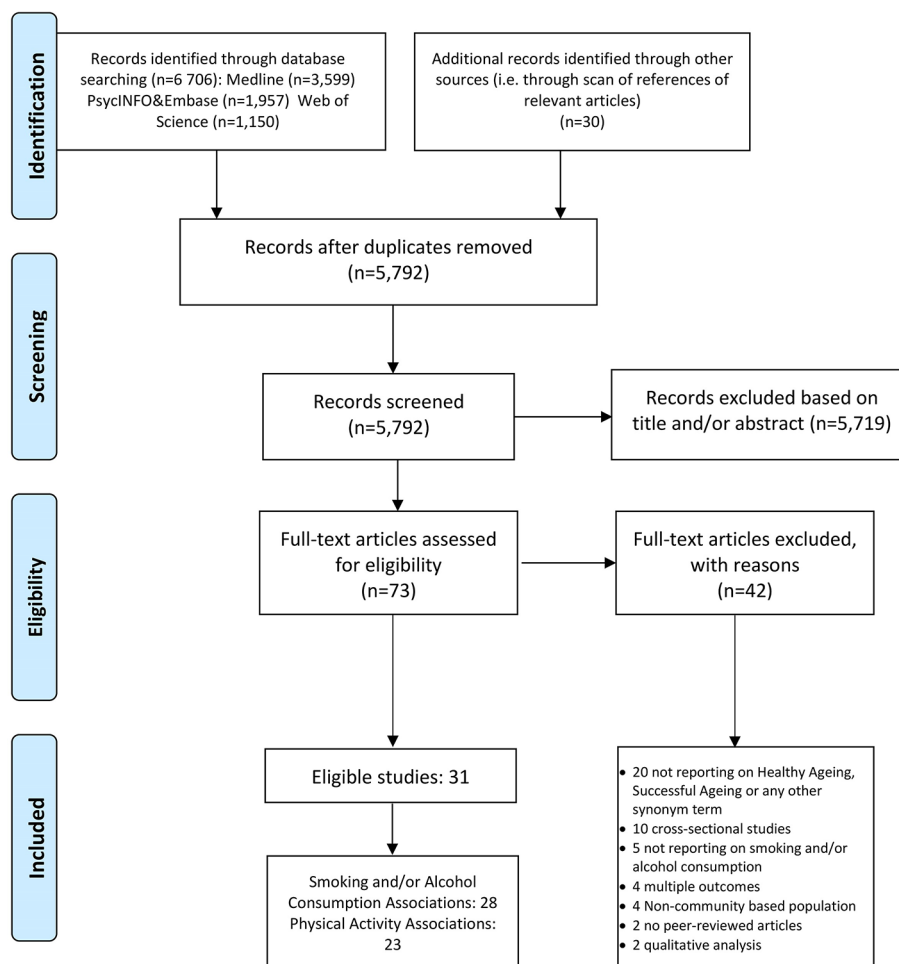 Identification
Records identified through database
searching (n=6 706): Medline (n=3,599)
PsycINFO&Embase (n=1,957)  Web of
Science (n=1,150)
Additional records identified through other
sources (i.e. through scan of references of
relevant articles)
(n=30)
Records after duplicates removed
(n=5,792)
Screening
Records screened
(n=5,792)
Records excluded based on
title and/or abstract (n=5,719)
Eligibility
Full-text articles assessed
for eligibility
(n=73)
Full-text articles excluded,
with reasons
(n=42)
Included
Eligible studies: 31
Smoking and/or Alcohol
Consumption Associations: 28
Physical Activity Associations:
23
• 20 not reporting on Healthy Ageing,
Successful Ageing or any other
synonym term
• 10 cross-sectional studies
• 5 not reporting on smoking and/or
alcohol consumption
• 4 multiple outcomes
• 4 Non-community based population
• 2 no peer-reviewed articles
• 2 qualitative analysis